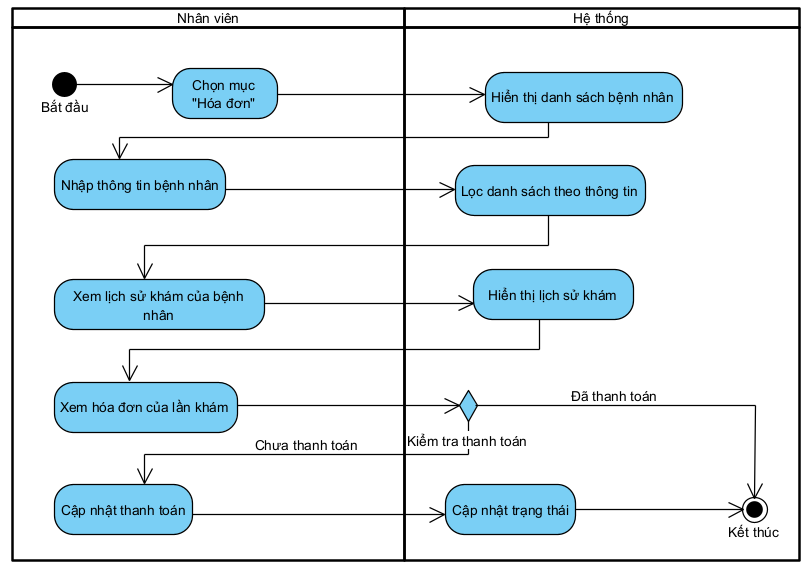 Nhân viên
Hệ thống
Bắt đầu
Chọn mục
"Hóa đơn"
Hiển thị danh sách bệnh nhân
Nhập thông tin bệnh nhân
Lọc danh sách theo thông tin
Xem lịch sử khám của bệnh
nhân
Hiển thị lịch sử khám
Xem hóa đơn của lần khám
Đã thanh toán
Kiểm tra thanh toán
Chưa thanh toán
Cập nhật thanh toán
Cập nhật trạng thái
Kết thúc